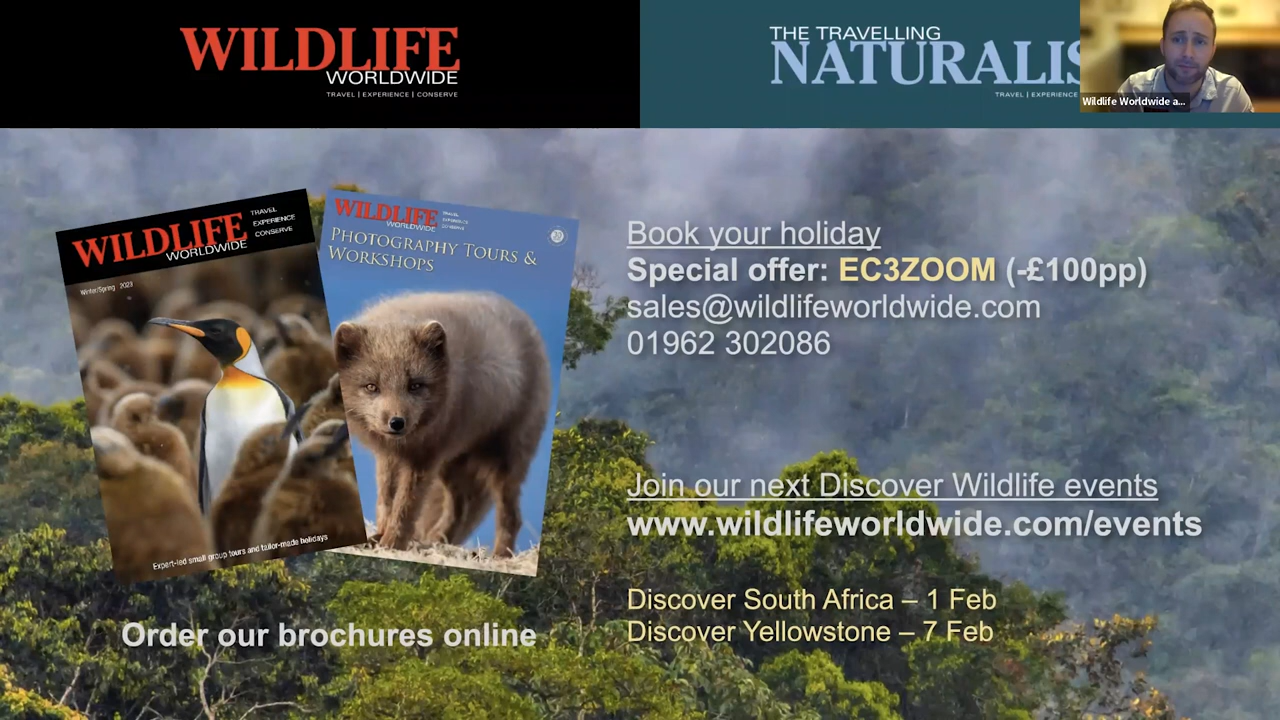 WILDLIFE
WORLDWIDE
TRAVEL | EXPERIENCE | CONSERVE
THE TRAVELLING
NATURALIS
TRAVEL | EXPERIENCE
Wildlife Worldwide a...
WILDLIFE
WORLDWIDE
TRAVEL
EXPERIENCE
CONSERVE
Winter/Spring 2023
Expert-led small group tours and tailor-made holidays
WILDLIFE
WORLDWIDE
TRAVEL
EXPERIENCE
CONSERVE
PHOTOGRAPHY TOURS &
WORKSHOPS
Order our brochures online
Book your holiday
Special offer: EC3ZOOM (-£100pp)
sales@wildlifeworldwide.com
01962 302086
Join our next Discover Wildlife events
www.wildlifeworldwide.com/events
Discover South Africa – 1 Feb
Discover Yellowstone – 7 Feb